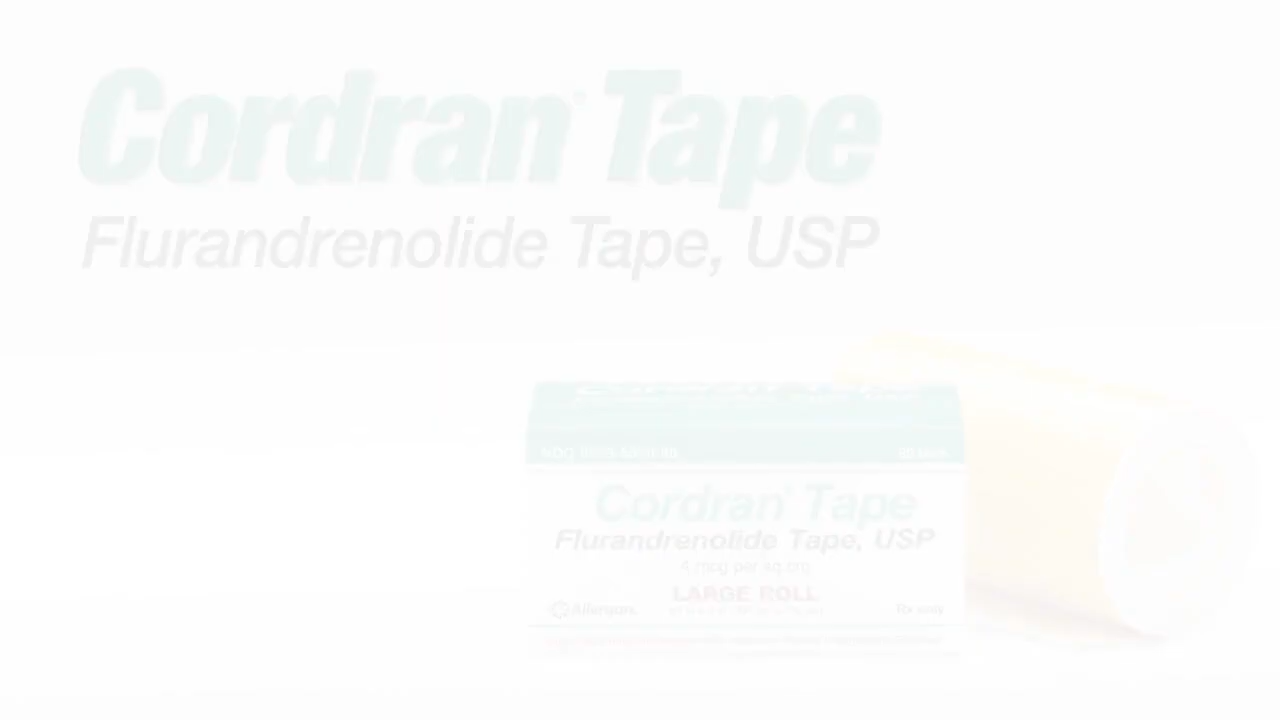 Cordran® Tape
Flurandrenolide Tape, USP
Cordran® Tape
Flurandrenolide Tape, USP
4 mcg per sq cm
LARGE ROLL
Allergan
Rx only